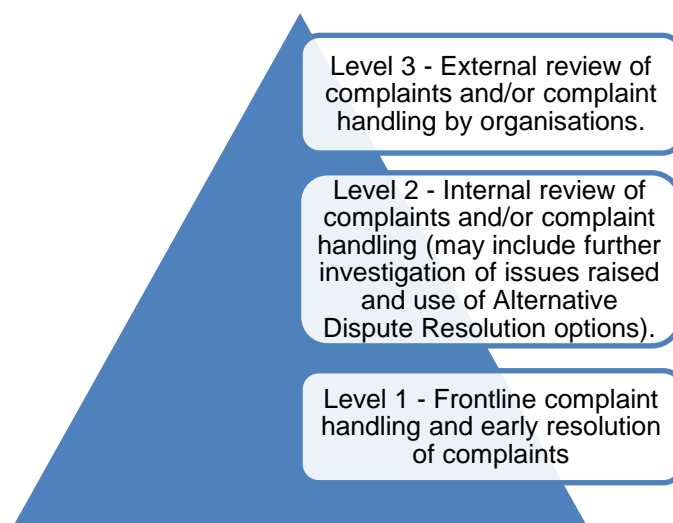 Level 3 - External review of
complaints and/or complaint
handling by organisations.
Level 2 - Internal review of
complaints and/or complaint
handling (may include further
investigation of issues raised
and use of Alternative
Dispute Resolution options).
Level 1 - Frontline complaint
handling and early resolution
of complaints